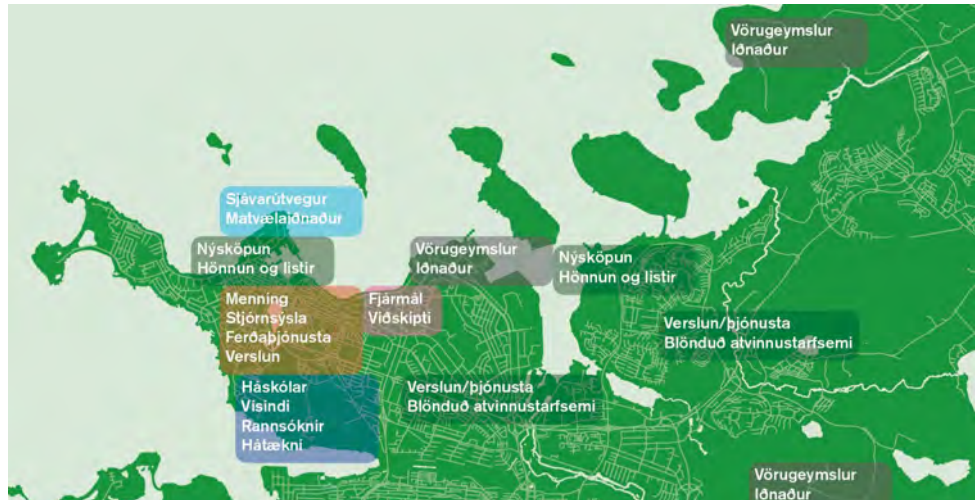 Vörugeymslur
Iðnaður
Sjávarútvegur
Matvælaiðnaður
Nýsköpun
Hönnun og listir
Vörugeymslur
Iðnaður
Nýsköpun
Hönnun og listir
Menning
Stjórnsýsla
Ferðaþjónusta
Verslun
Fjármál
Viðskipti
Verslun/þjónusta
Blönduð atvinnustarfsemi
Háskólar
Vísindi
Rannsóknir
Hátækni
Verslun/þjónusta
Blönduð atvinnustarfsemi
Vörugeymslur
Iðnaður